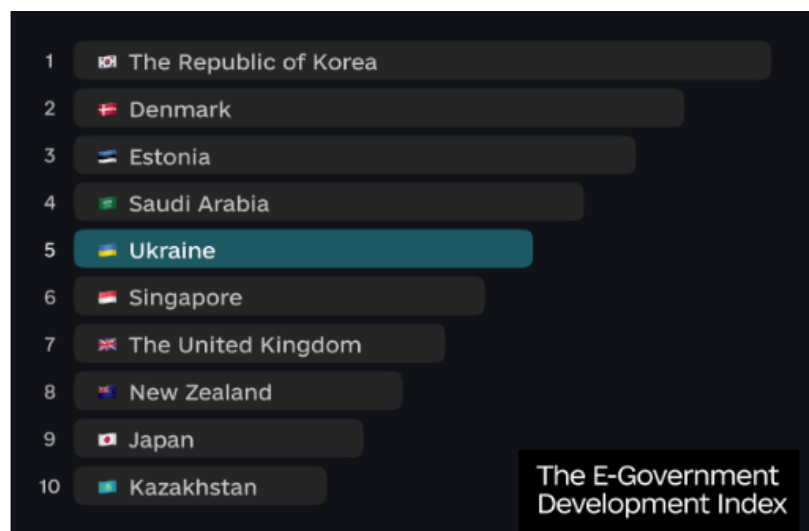 1 The Republic of Korea
2 Denmark
3 Estonia
4 Saudi Arabia
5 Ukraine
6 Singapore
7 The United Kingdom
8 New Zealand
9 Japan
10 Kazakhstan
The E-Government
Development Index